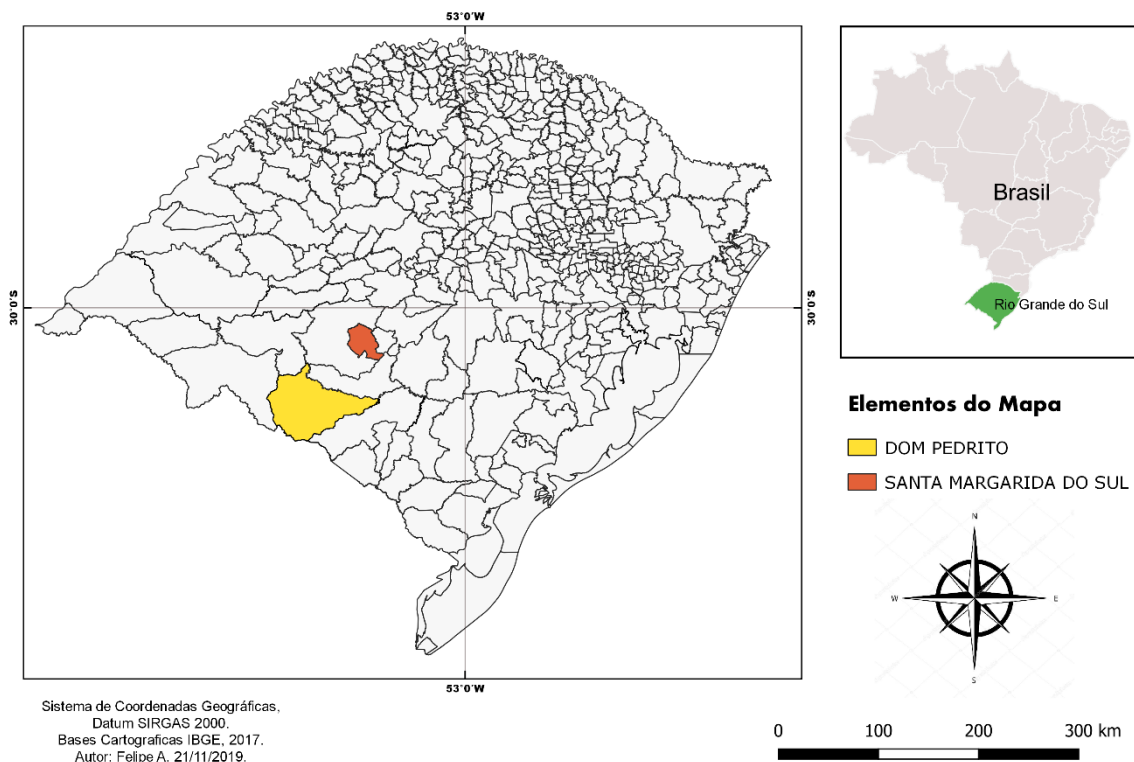 53°0'W
30°0'S
30°0'S
53°0'W
Sistema de Coordenadas Geográficas,
Datum SIRGAS 2000.
Bases Cartograficas IBGE, 2017.
Autor: Felipe A. 21/11/2019.
Brasil
Rio Grande do Sul
Elementos do Mapa
DOM PEDRITO
SANTA MARGARIDA DO SUL
N
W
E
S
0 100 200 300 km